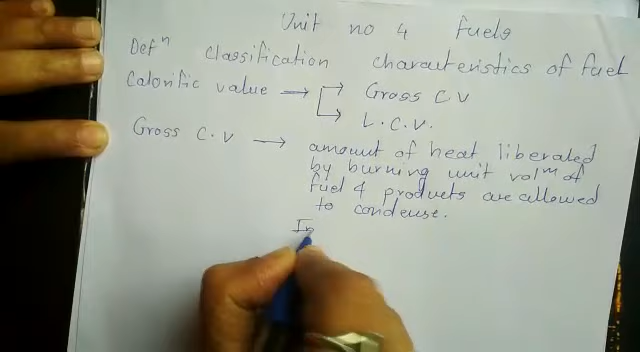 Unit no 4 fuels
Defⁿ classification characteristics of fuel
Calorific value → Gross C.V
L.C.V.
Gross C.V → amount of heat liberated
by burning unit volᵐ of
fuel & products are allowed
to condense.
In